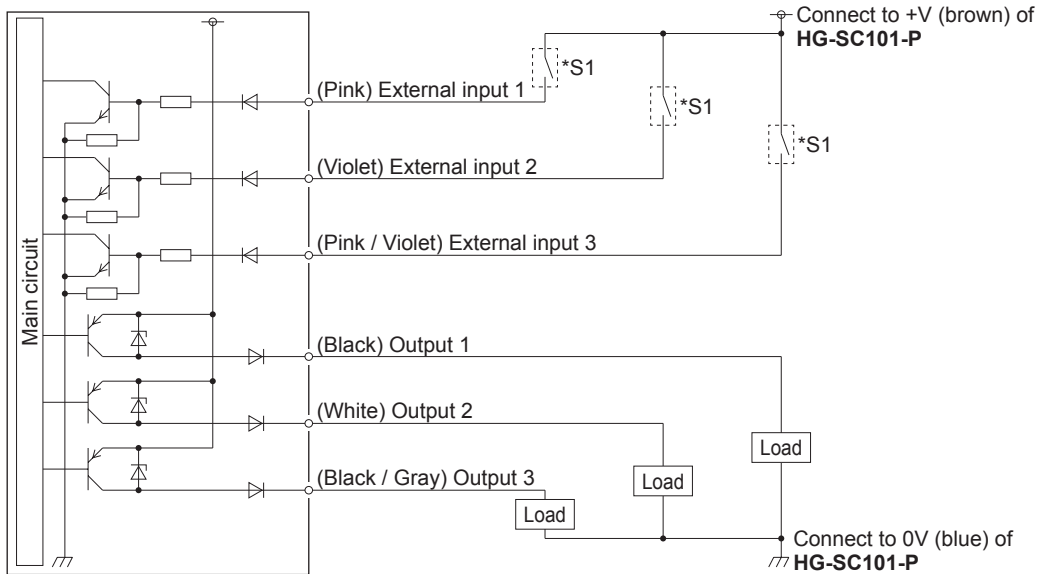 Connect to +V (brown) of
HG-SC101-P
*S1
(Pink) External input 1
*S1
*S1
(Violet) External input 2
(Pink / Violet) External input 3
Main circuit
(Black) Output 1
(White) Output 2
Load
(Black / Gray) Output 3
Load
Load
Connect to 0V (blue) of
HG-SC101-P